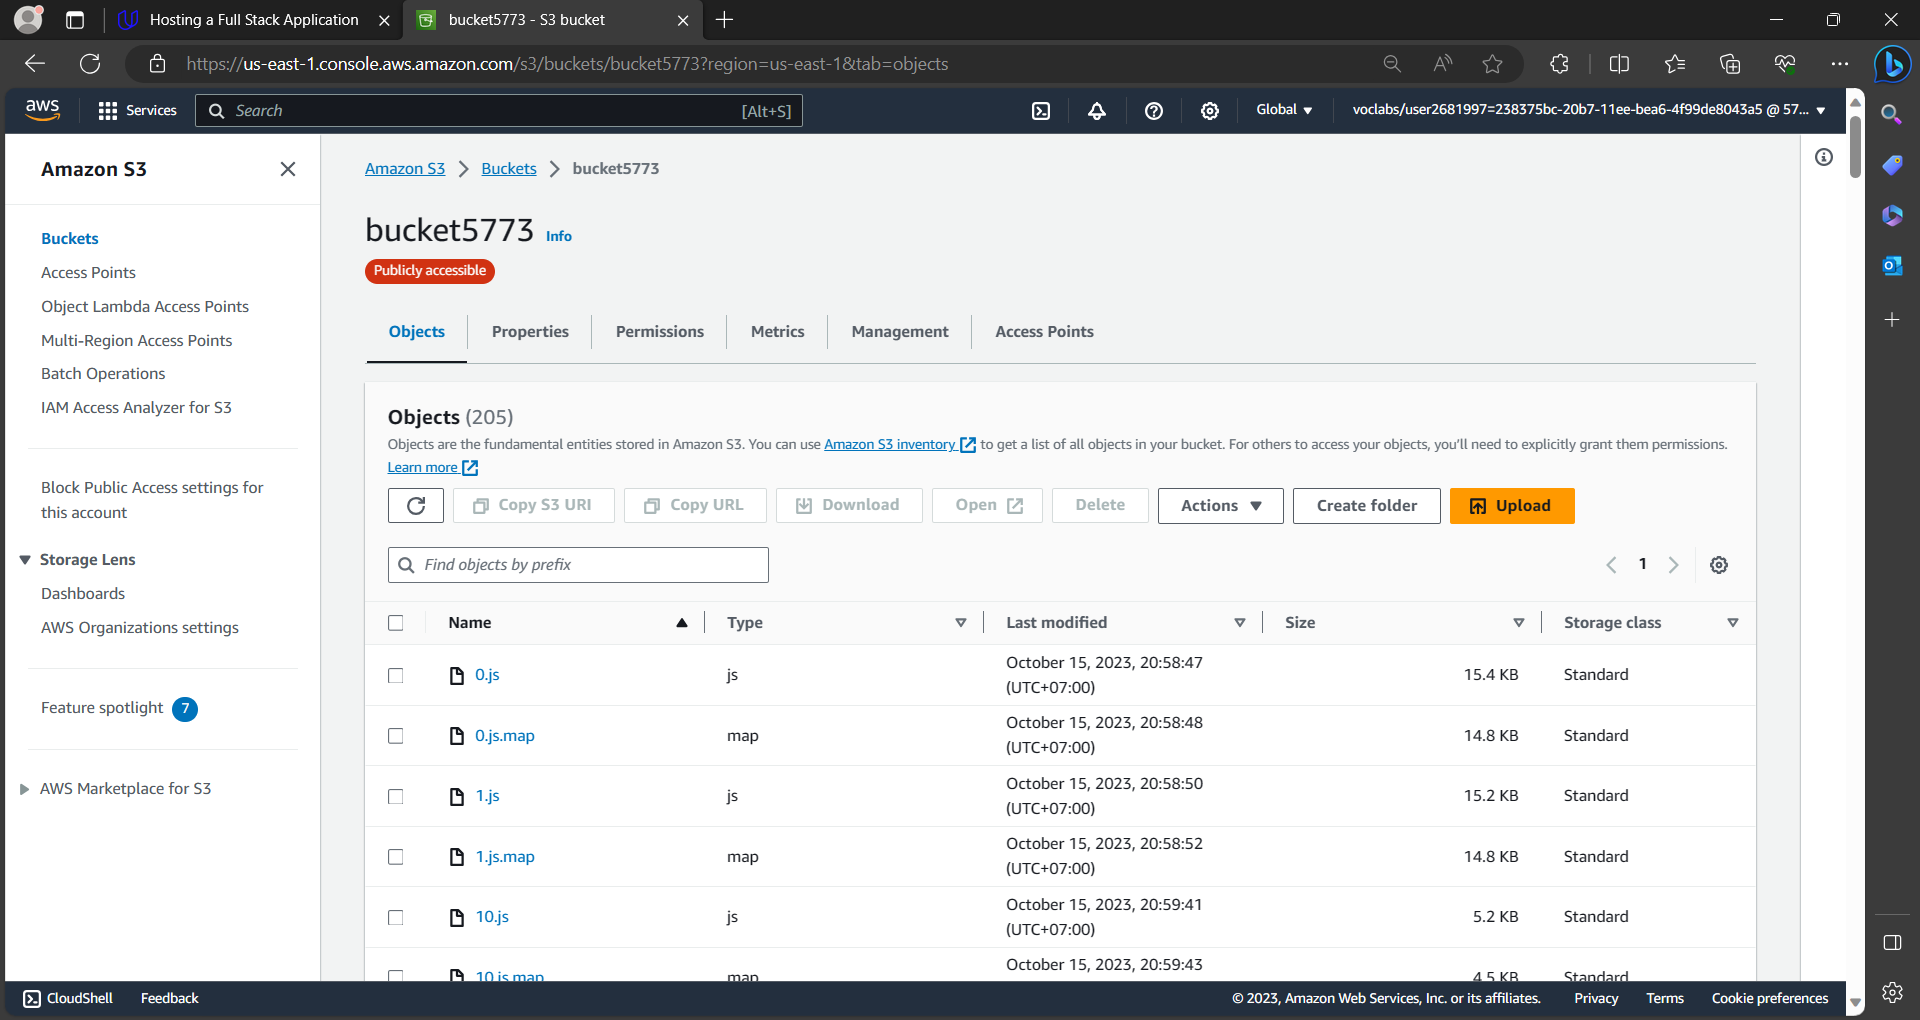 Hosting a Full Stack Application
bucket5773 - S3 bucket
https://us-east-1.console.aws.amazon.com/s3/buckets/bucket5773?region=us-east-1&tab=objects
aws
Services
Search
[Alt+S]
Global
voclabs/user2681997=238375bc-20b7-11ee-bea6-4f99de8043a5 @ 57...
Amazon S3
Buckets
Access Points
Object Lambda Access Points
Multi-Region Access Points
Batch Operations
IAM Access Analyzer for S3
Block Public Access settings for
this account
Storage Lens
Dashboards
AWS Organizations settings
Feature spotlight 7
AWS Marketplace for S3
Amazon S3 > Buckets > bucket5773
bucket5773 Info
Publicly accessible
Objects
Properties
Permissions
Metrics
Management
Access Points
Objects (205)
Objects are the fundamental entities stored in Amazon S3. You can use Amazon S3 inventory to get a list of all objects in your bucket. For others to access your objects, you'll need to explicitly grant them permissions.
Learn more
Copy S3 URI
Copy URL
Download
Open
Delete
Actions
Create folder
Upload
Find objects by prefix
1
Name Type Last modified Size Storage class
0.js js October 15, 2023, 20:58:47 (UTC+07:00) 15.4 KB Standard
0.js.map map October 15, 2023, 20:58:48 (UTC+07:00) 14.8 KB Standard
1.js js October 15, 2023, 20:58:50 (UTC+07:00) 15.2 KB Standard
1.js.map map October 15, 2023, 20:58:52 (UTC+07:00) 14.8 KB Standard
10.js js October 15, 2023, 20:59:41 (UTC+07:00) 5.2 KB Standard
10.js.map map October 15, 2023, 20:59:43 4.5 KB Standard
CloudShell
Feedback
© 2023, Amazon Web Services, Inc. or its affiliates.
Privacy
Terms
Cookie preferences